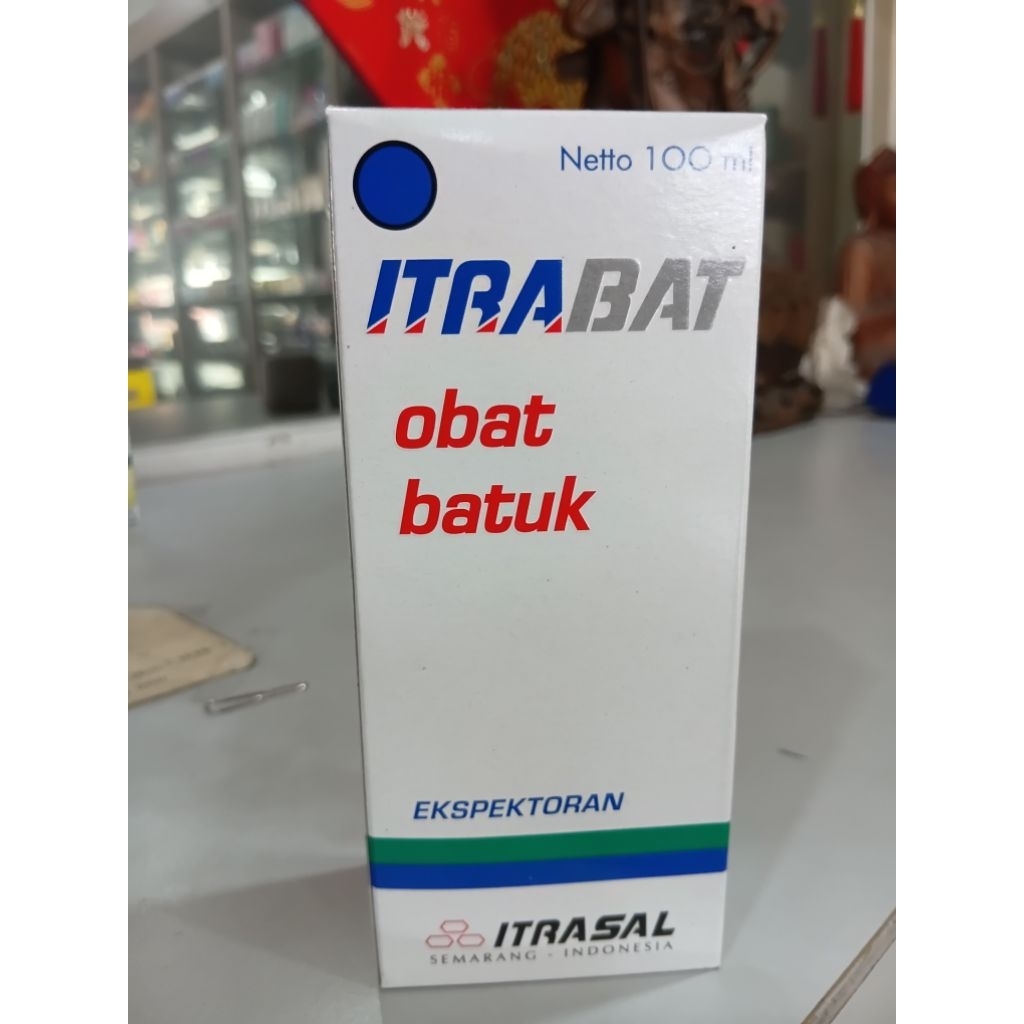 Netto 100 ml
ITRABAT
obat
batuk
EKSPEKTORAN
ITRASAL
SEMARANG - INDONESIA